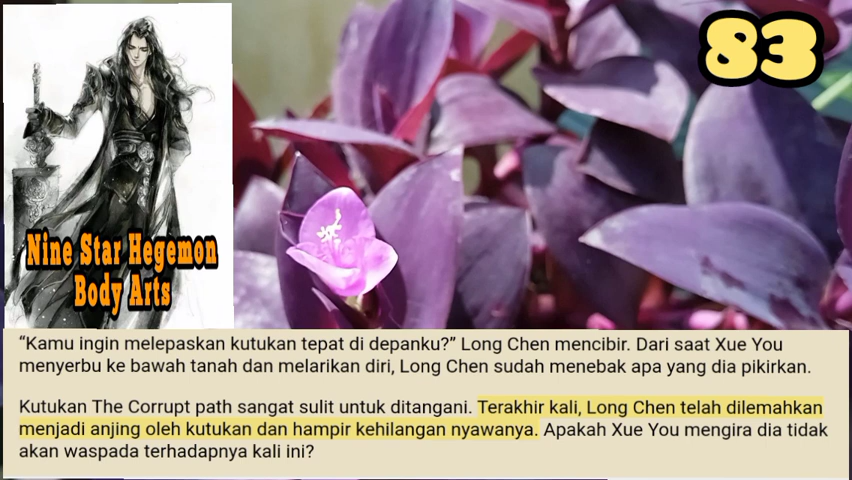 83
Nine Star Hegemon
Body Arts
“Kamu ingin melepaskan kutukan tepat di depanku?” Long Chen mencibir. Dari saat Xue You
menyerbu ke bawah tanah dan melarikan diri, Long Chen sudah menebak apa yang dia pikirkan.
Kutukan The Corrupt path sangat sulit untuk ditangani. Terakhir kali, Long Chen telah dilemahkan
menjadi anjing oleh kutukan dan hampir kehilangan nyawanya. Apakah Xue You mengira dia tidak
akan waspada terhadapnya kali ini?